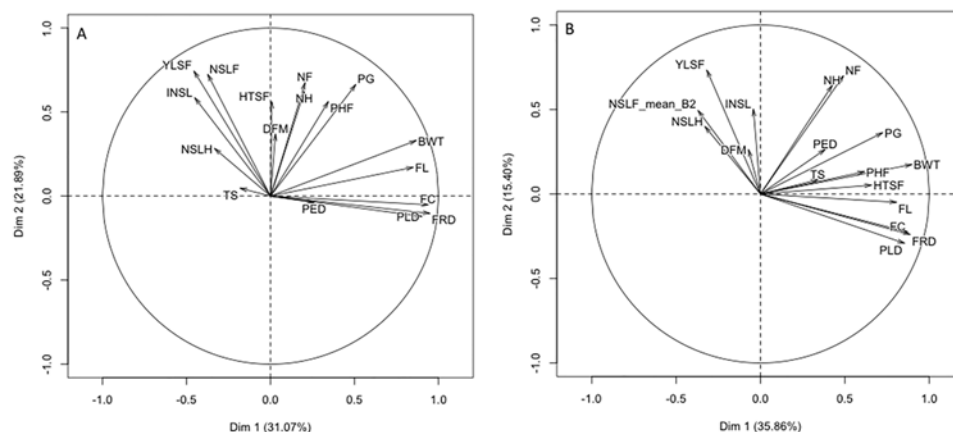 A
1.0
0.5
0.0
-0.5
-1.0
Dim 2 (21.89%)
YLSF
NSLF
INSL
HTSF
NF
NH
PG
PHF
DFM
NSLH
BWT
FL
TS
PED
FC
PLD
FRD
-1.0 -0.5 0.0 0.5 1.0
Dim 1 (31.07%)
B
1.0
0.5
0.0
-0.5
-1.0
Dim 2 (15.40%)
YLSF
NF
NH
NSLF_mean_B2
INSL
NSLH
DFM
PED
PG
BWT
PHF
TS
HTSF
FL
FC
FRD
PLD
-1.0 -0.5 0.0 0.5 1.0
Dim 1 (35.86%)